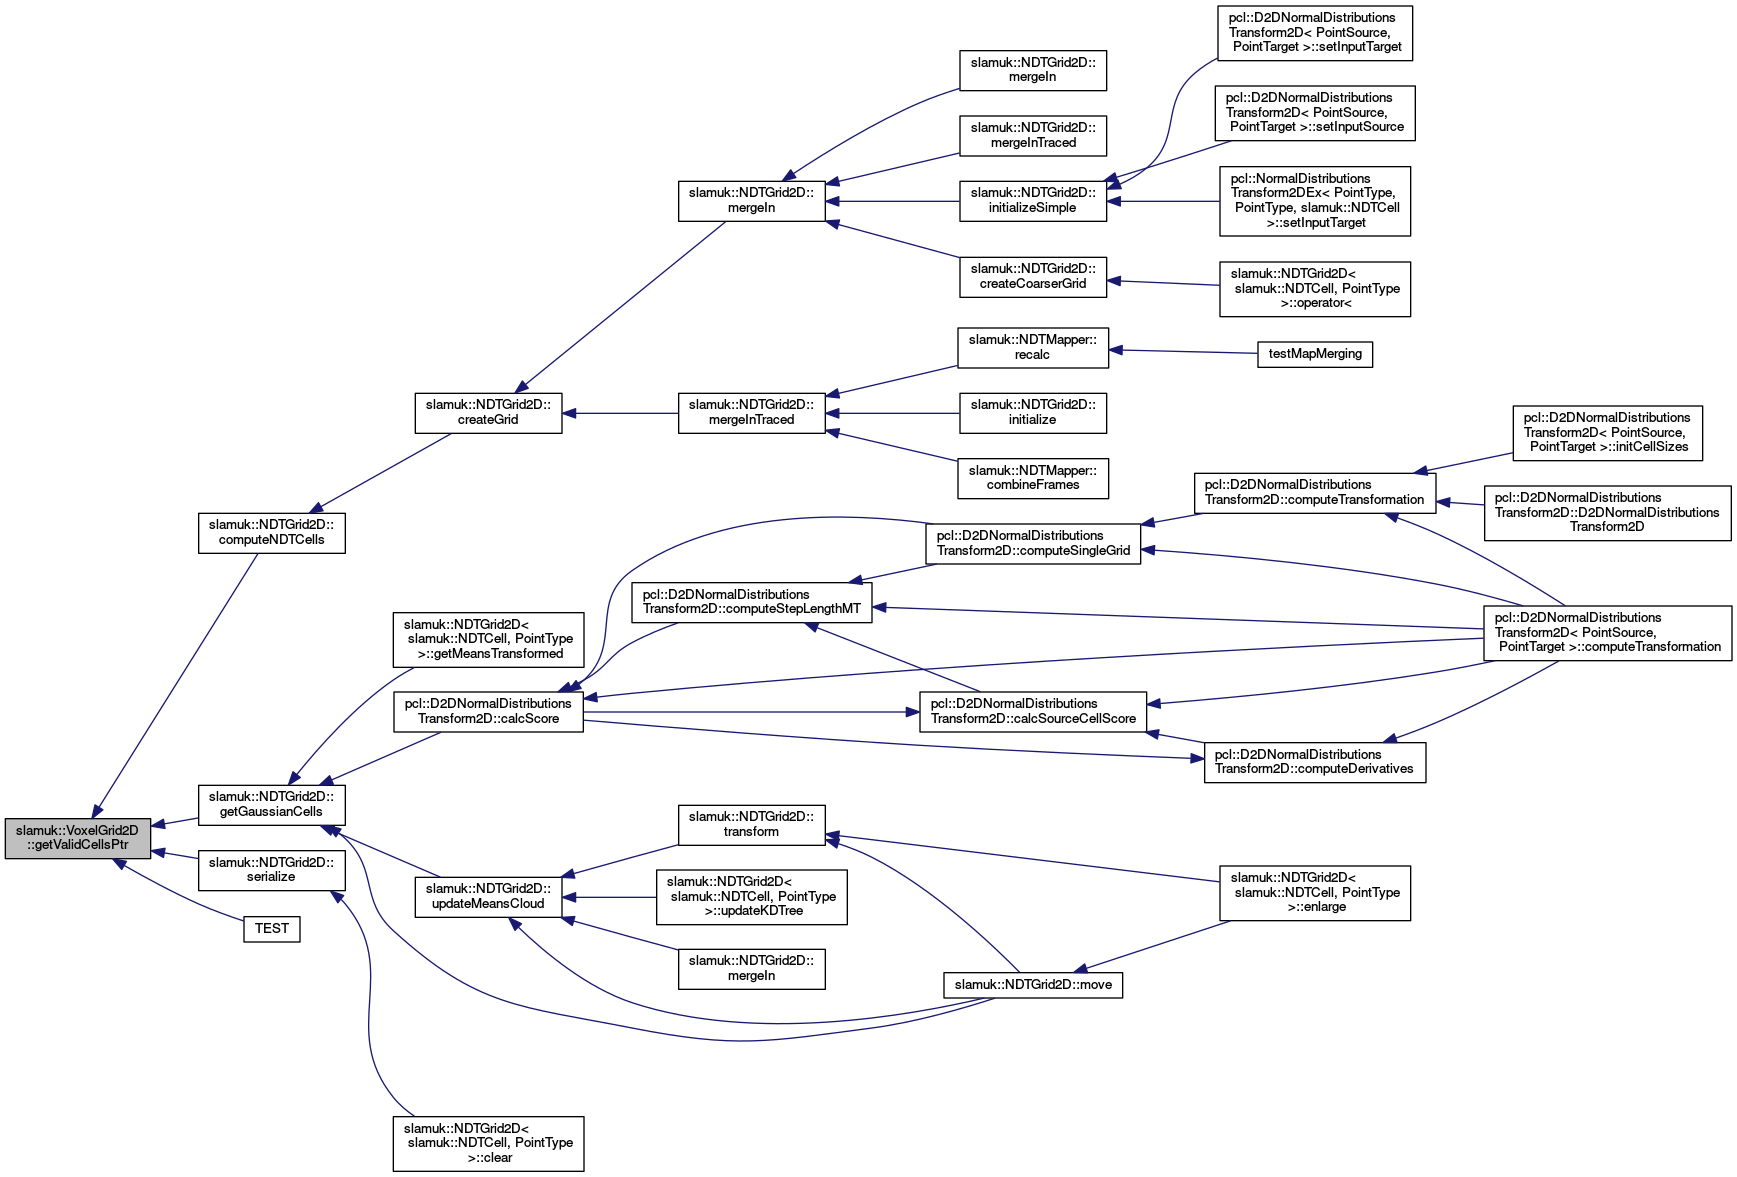 pcl::D2DNormalDistributions
Transform2D< PointSource,
PointTarget >::setInputTarget
slamuk::NDTGrid2D::
mergeIn
pcl::D2DNormalDistributions
Transform2D< PointSource,
PointTarget >::setInputSource
slamuk::NDTGrid2D::
mergeInTraced
slamuk::NDTGrid2D::
mergeIn
slamuk::NDTGrid2D::
initializeSimple
pcl::NormalDistributions
Transform2DEx< PointType,
PointType, slamuk::NDTCell
>::setInputTarget
slamuk::NDTGrid2D::
createCoarserGrid
slamuk::NDTGrid2D<
slamuk::NDTCell, PointType
>::operator<
slamuk::NDTMapper::
recalc
testMapMerging
slamuk::NDTGrid2D::
createGrid
slamuk::NDTGrid2D::
mergeInTraced
slamuk::NDTGrid2D::
initialize
pcl::D2DNormalDistributions
Transform2D< PointSource,
PointTarget >::initCellSizes
slamuk::NDTMapper::
combineFrames
pcl::D2DNormalDistributions
Transform2D::computeTransformation
pcl::D2DNormalDistributions
Transform2D::D2DNormalDistributions
Transform2D
slamuk::NDTGrid2D::
computeNDTCells
pcl::D2DNormalDistributions
Transform2D::computeSingleGrid
pcl::D2DNormalDistributions
Transform2D::computeStepLengthMT
slamuk::NDTGrid2D<
slamuk::NDTCell, PointType
>::getMeansTransformed
pcl::D2DNormalDistributions
Transform2D< PointSource,
PointTarget >::computeTransformation
pcl::D2DNormalDistributions
Transform2D::calcScore
pcl::D2DNormalDistributions
Transform2D::calcSourceCellScore
pcl::D2DNormalDistributions
Transform2D::computeDerivatives
slamuk::NDTGrid2D::
getGaussianCells
slamuk::VoxelGrid2D
::getValidCellsPtr
slamuk::NDTGrid2D::
transform
slamuk::NDTGrid2D::
serialize
slamuk::NDTGrid2D::
updateMeansCloud
slamuk::NDTGrid2D<
slamuk::NDTCell, PointType
>::updateKDTree
slamuk::NDTGrid2D<
slamuk::NDTCell, PointType
>::enlarge
TEST
slamuk::NDTGrid2D::
mergeIn
slamuk::NDTGrid2D::move
slamuk::NDTGrid2D<
slamuk::NDTCell, PointType
>::clear